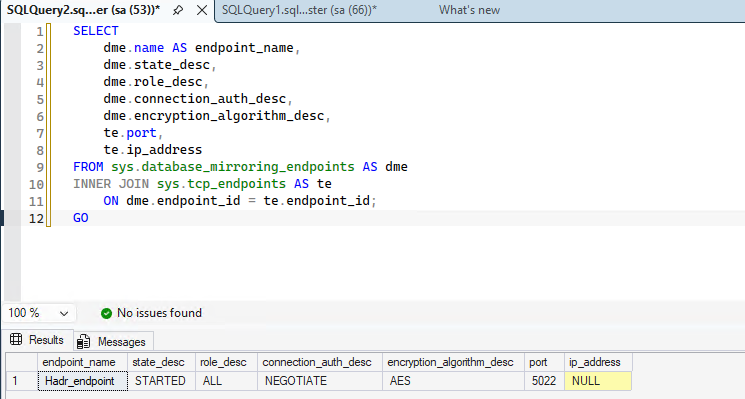 SQLQuery2.sq...er (sa (53))* SQLQuery1.sql...ster (sa (66))* What's new
1 SELECT
2 dme.name AS endpoint_name,
3 dme.state_desc,
4 dme.role_desc,
5 dme.connection_auth_desc,
6 dme.encryption_algorithm_desc,
7 te.port,
8 te.ip_address
9 FROM sys.database_mirroring_endpoints AS dme
10 INNER JOIN sys.tcp_endpoints AS te
11 ON dme.endpoint_id = te.endpoint_id;
12 GO
100 % No issues found
Results Messages
endpoint_name state_desc role_desc connection_auth_desc encryption_algorithm_desc port ip_address
1 Hadr_endpoint STARTED ALL NEGOTIATE AES 5022 NULL